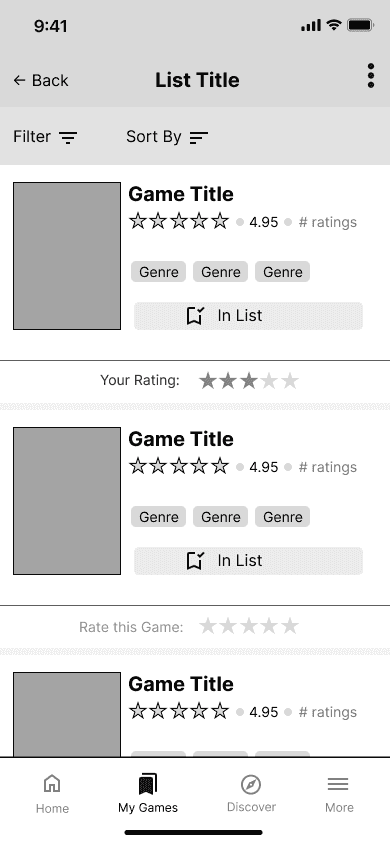 9:41
← Back List Title
Filter Sort By
Game Title
4.95 # ratings
Genre Genre Genre
In List
Your Rating:
Game Title
4.95 # ratings
Genre Genre Genre
In List
Rate this Game:
Game Title
4.95 # ratings
Home My Games Discover More